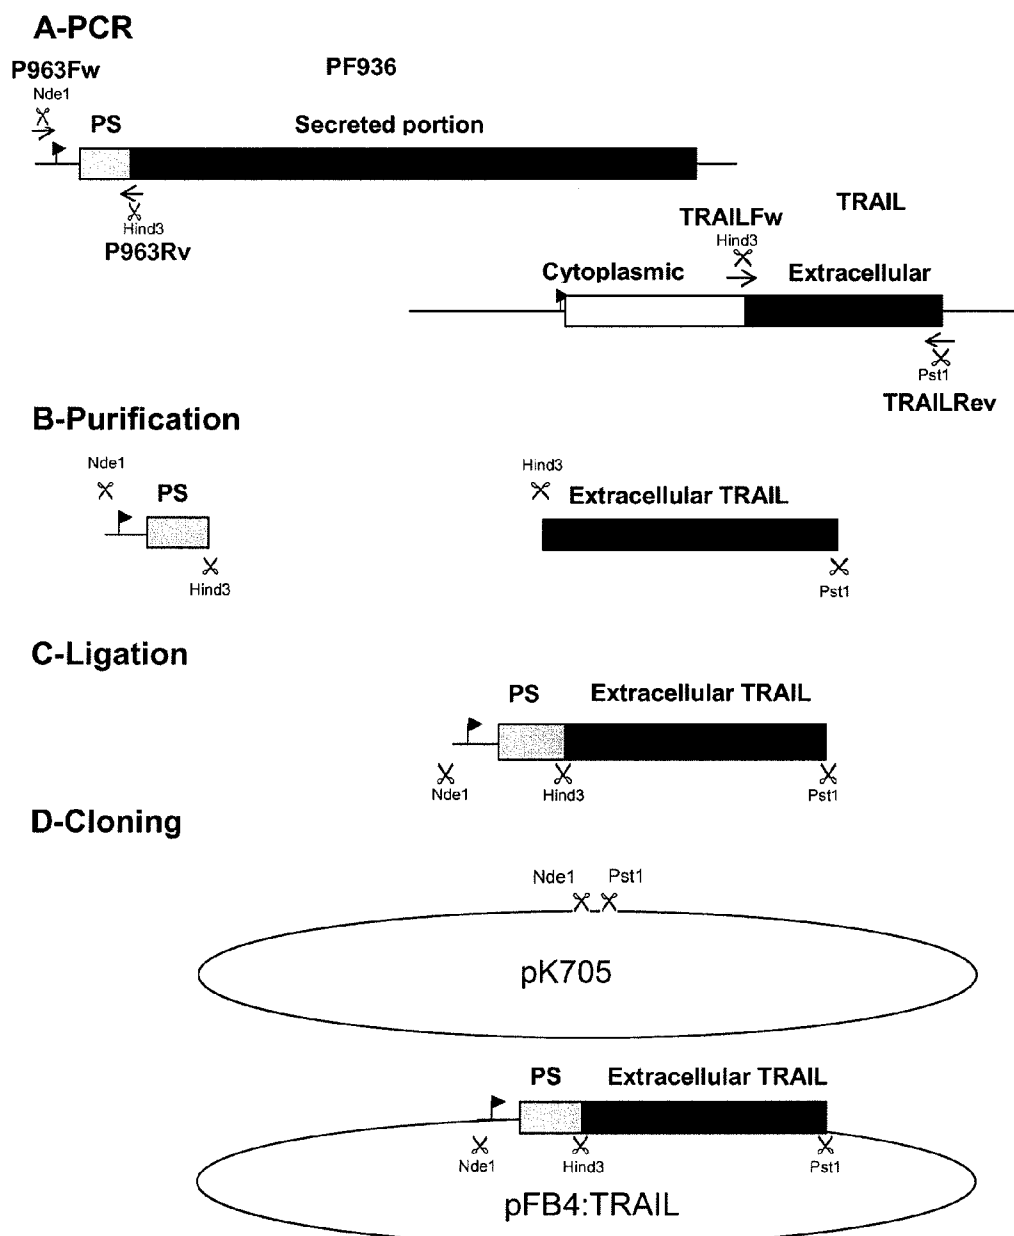 A-PCR
P963Fw
PF936
Nde1
PS
Secreted portion
Hind3
P963Rv
TRAIL
TRAILFw
Hind3
Cytoplasmic
Extracellular
Pst1
TRAILRev
B-Purification
Nde1
Hind3
PS
Extracellular TRAIL
Hind3
Pst1
C-Ligation
PS
Extracellular TRAIL
Nde1
Hind3
Pst1
D-Cloning
Nde1
Pst1
pK705
PS
Extracellular TRAIL
Nde1
Hind3
Pst1
pFB4:TRAIL